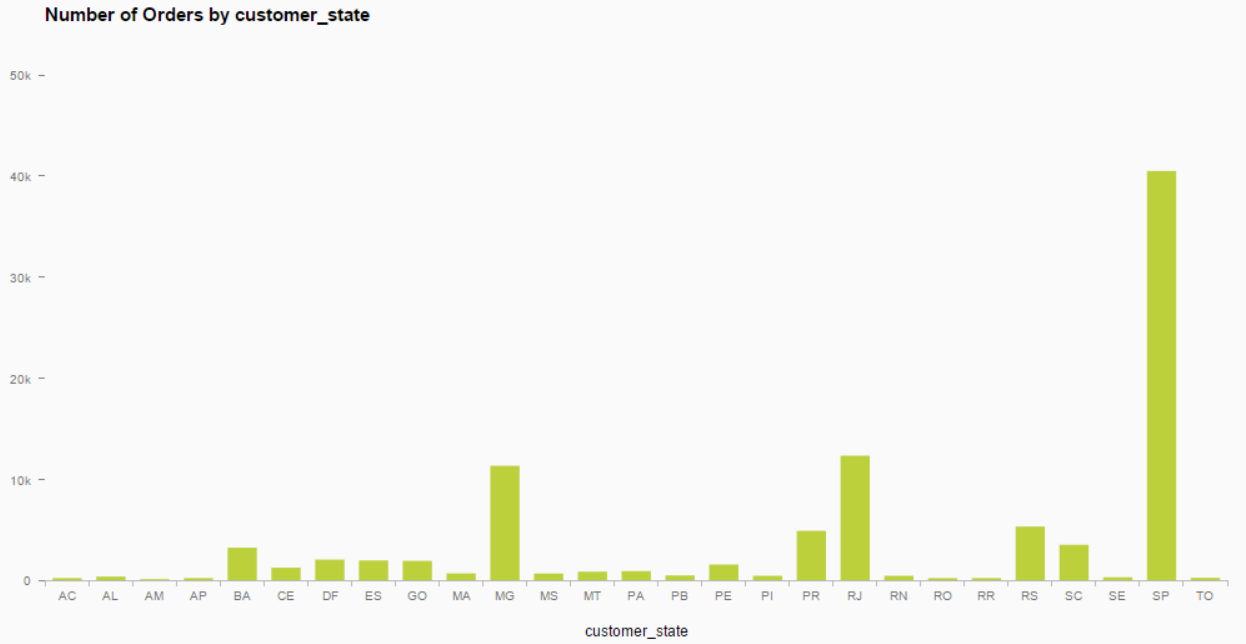 Number of Orders by customer_state
50k
40k
30k
20k
10k
0
AC AL AM AP BA CE DF ES GO MA MG MS MT PA PB PE PI PR RJ RN RO RR RS SC SE SP TO
customer_state